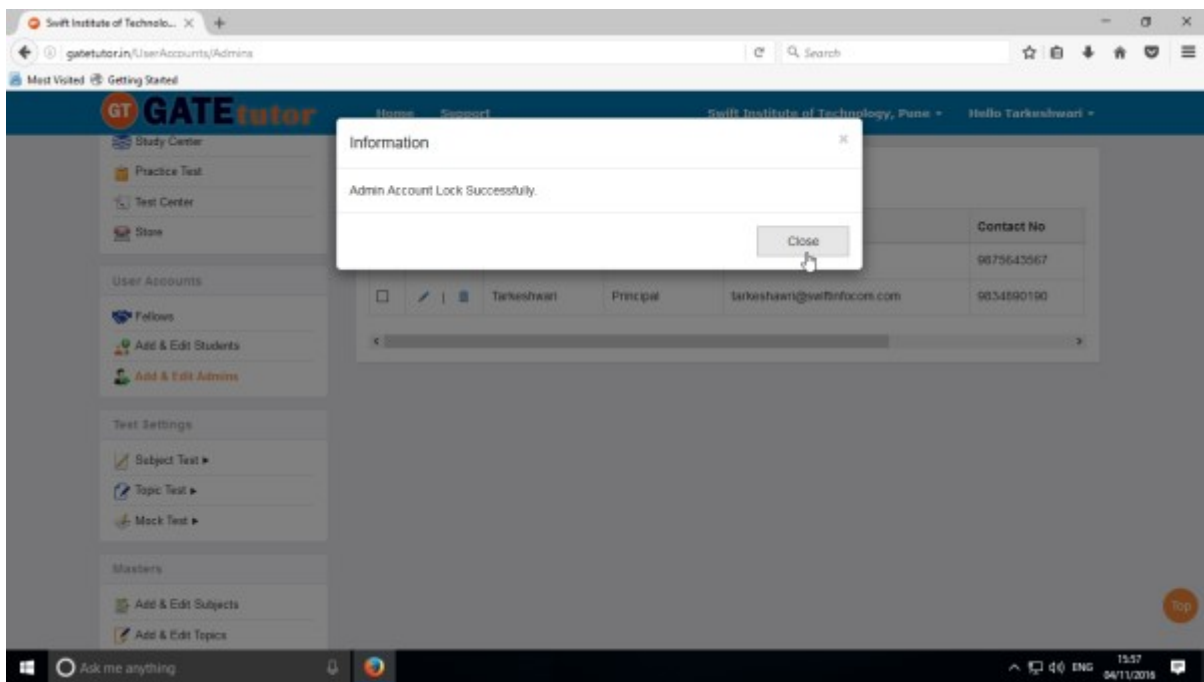 Swift Institute of Technolo...
gatetutor.in/UserAccounts/Admins
Search
Most Visited Getting Started
GT GATEtutor
Home Support Swift Institute of Technology, Pune Hello Tarkeshwari
Study Center
Practice Test
Test Center
Store
User Accounts
Fellows
Add & Edit Students
Add & Edit Admins
Test Settings
Subject Test
Topic Test
Mock Test
Masters
Add & Edit Subjects
Add & Edit Topics
Information
Admin Account Lock Successfully.
Close
Contact No
9875643567
Tarkeshwari Principal tarkeshawri@swiftinfocom.com 9834890190
Top
Ask me anything
ENG 15:57
04/11/2016